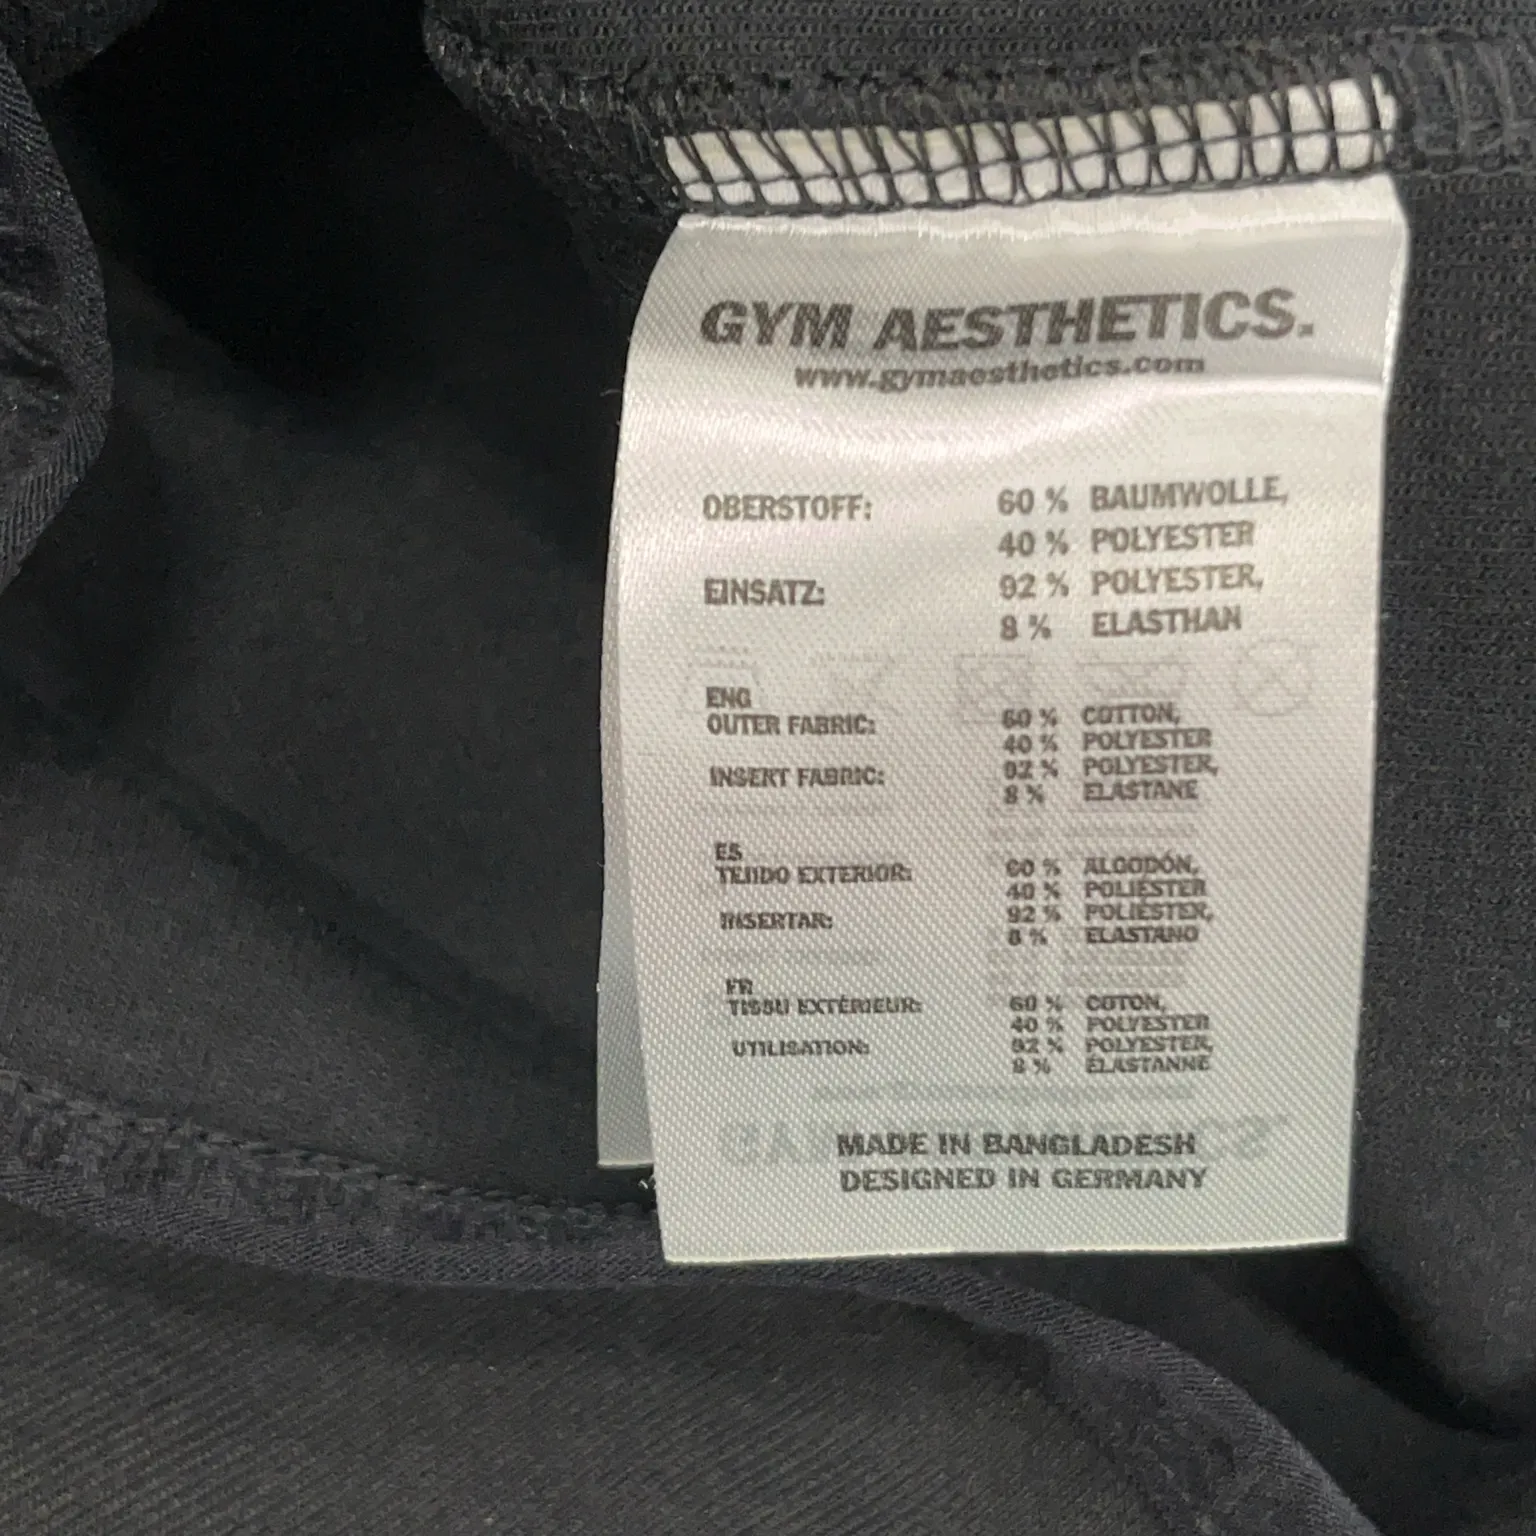 GYM AESTHETICS.
www.gymaesthetics.com
OBERSTOFF: 60 % BAUMWOLLE,
40 % POLYESTER
EINSATZ: 92 % POLYESTER,
8 % ELASTHAN
ENG
OUTER FABRIC: 60 % COTTON,
40 % POLYESTER
INSERT FABRIC: 92 % POLYESTER,
8 % ELASTANE
ES
TEJIDO EXTERIOR: 60 % ALGODÓN,
40 % POLIÉSTER
INSERTAR: 92 % POLIÉSTER,
8 % ELASTANO
FR
TISSU EXTÉRIEUR: 60 % COTON,
40 % POLYESTER
UTILISATION: 92 % POLYESTER,
8 % ÉLASTANNE
MADE IN BANGLADESH
DESIGNED IN GERMANY